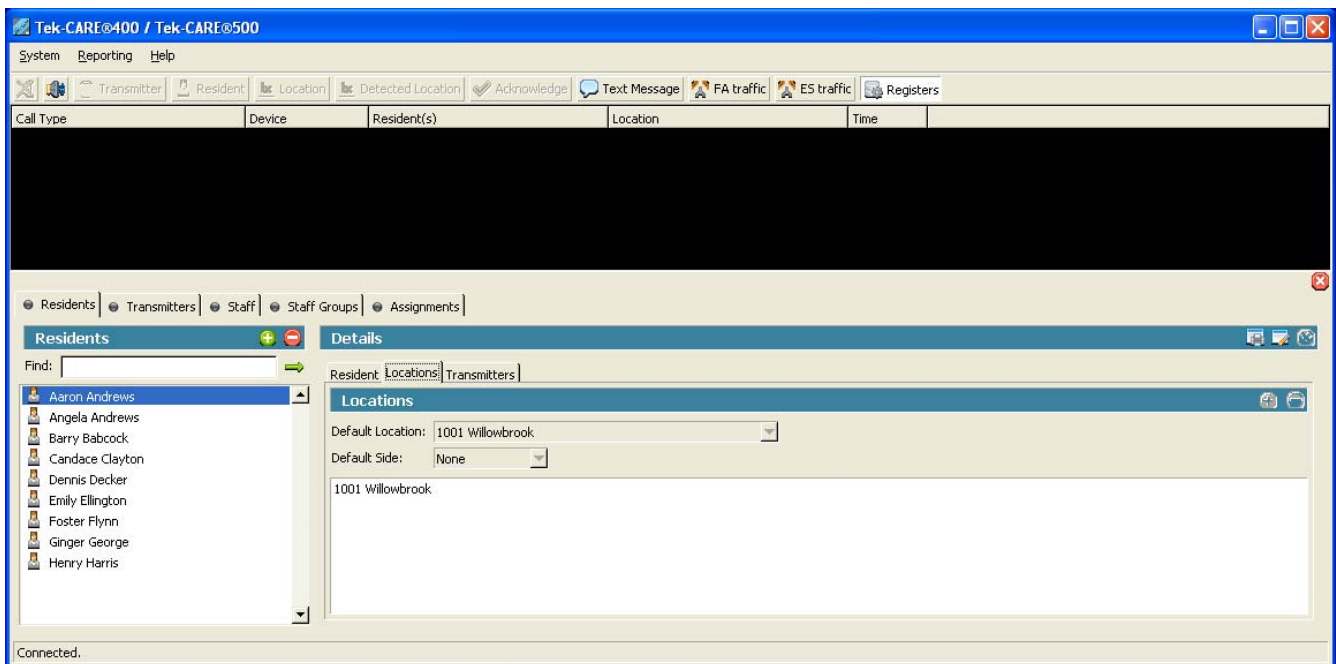 Tek-CARE®400 / Tek-CARE®500
System Reporting Help
Transmitter Resident Location Detected Location Acknowledge Text Message FA traffic ES traffic Registers
Call Type Device Resident(s) Location Time
Residents Transmitters Staff Staff Groups Assignments
Residents Details
Find:
Resident Locations Transmitters
Aaron Andrews
Locations
Angela Andrews
Default Location: 1001 Willowbrook
Barry Babcock
Candace Clayton
Default Side: None
Dennis Decker
1001 Willowbrook
Emily Ellington
Foster Flynn
Ginger George
Henry Harris
Connected.